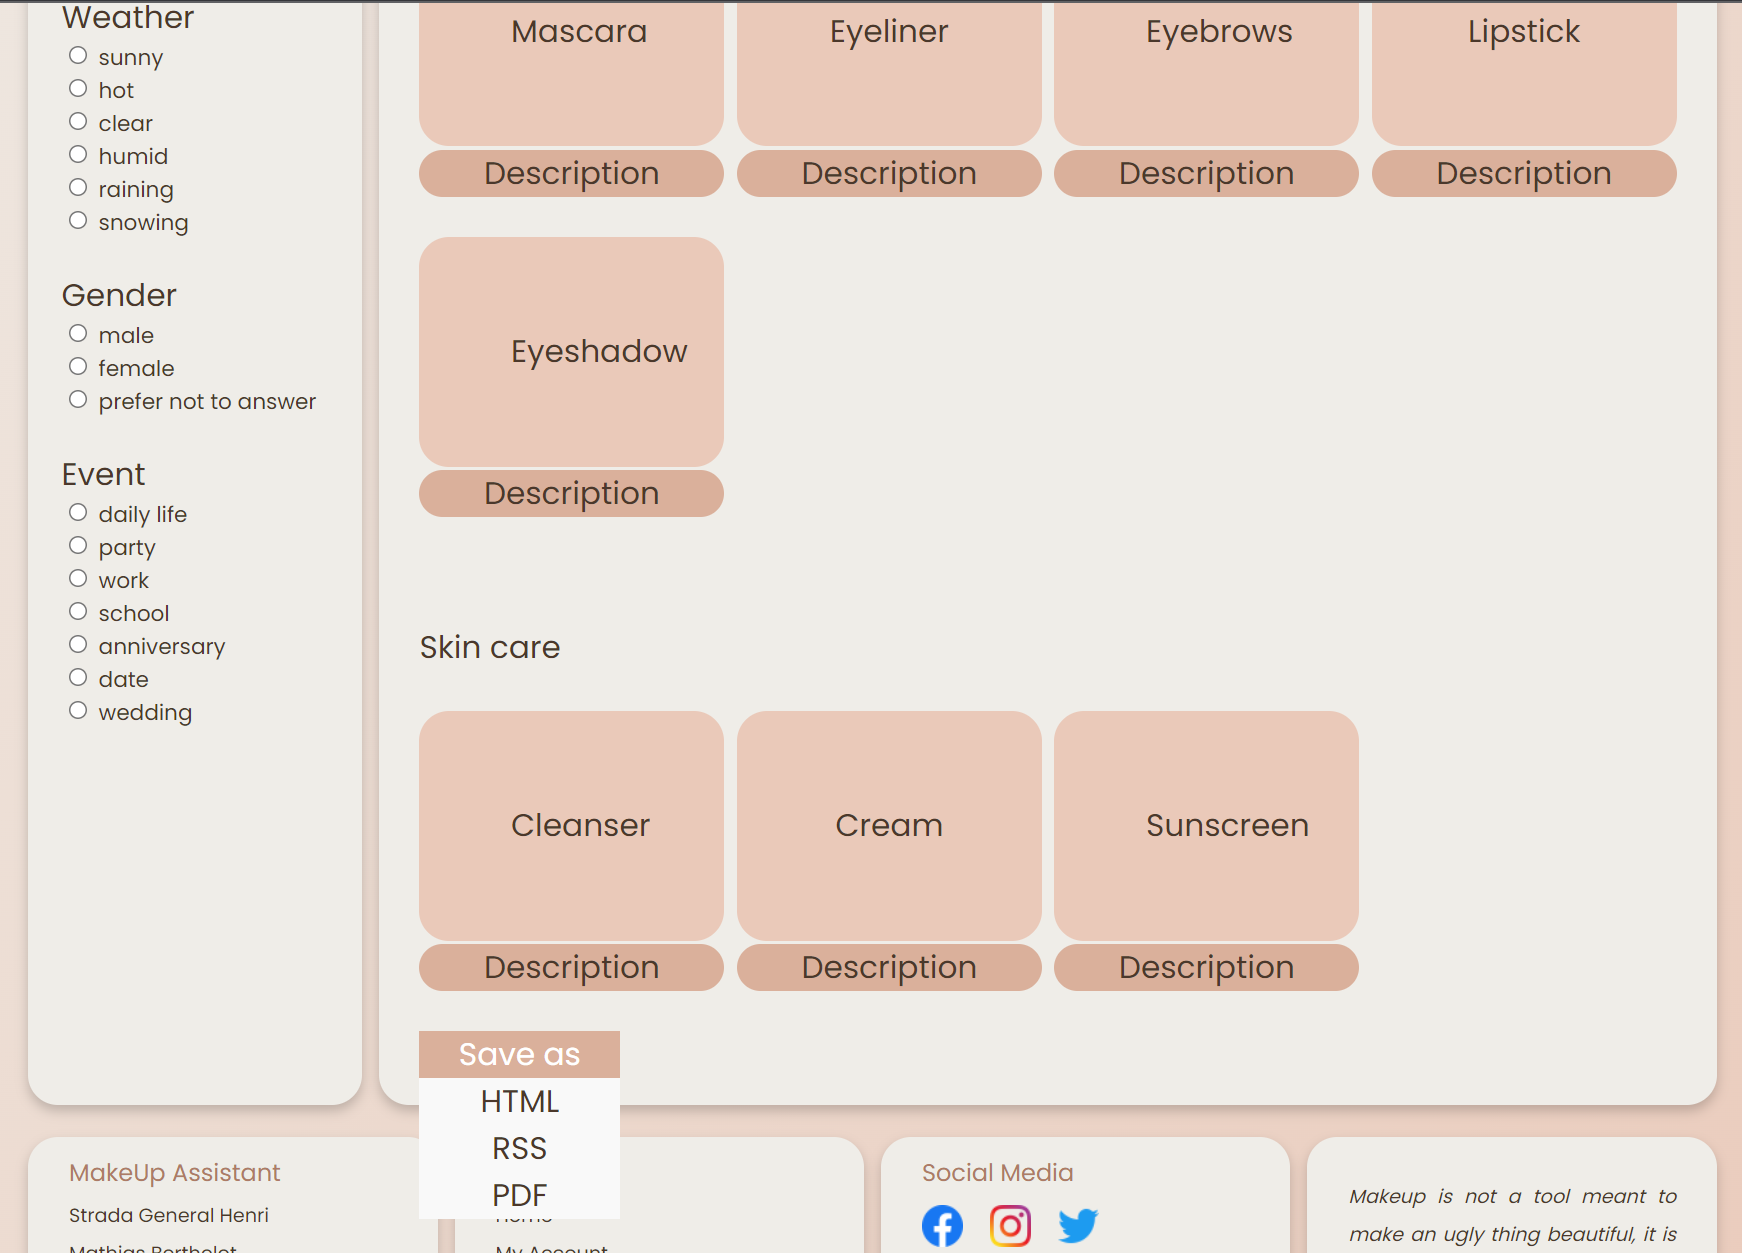 Weather
sunny
hot
clear
humid
raining
snowing
Gender
male
female
prefer not to answer
Event
daily life
party
work
school
anniversary
date
wedding
Mascara
Eyeliner
Eyebrows
Lipstick
Description
Description
Description
Description
Eyeshadow
Description
Skin care
Cleanser
Cream
Sunscreen
Description
Description
Description
Save as
HTML
RSS
PDF
MakeUp Assistant
Strada General Henri
Mathias Berthelot
Home
My Account
Social Media
Makeup is not a tool meant to
make an ugly thing beautiful, it is